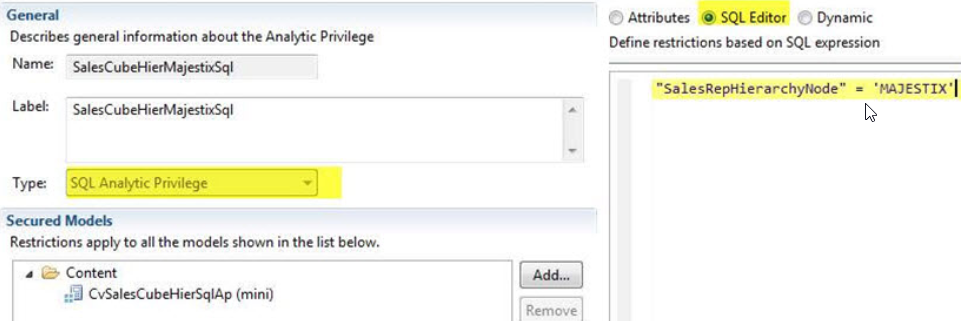 General
Describes general information about the Analytic Privilege
Name: SalesCubeHierMajestixSql
Label: SalesCubeHierMajestixSql
Type: SQL Analytic Privilege
Secured Models
Restrictions apply to all the models shown in the list below.
Content
CvSalesCubeHierSqlAp (mini)
Add...
Remove
Attributes SQL Editor Dynamic
Define restrictions based on SQL expression
"SalesRepHierarchyNode" = 'MAJESTIX'